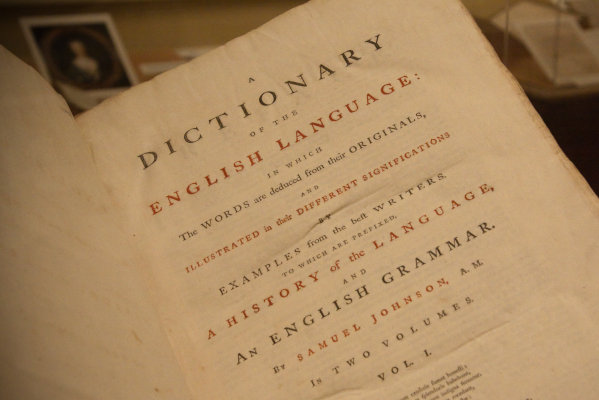 A
DICTIONARY
OF THE
ENGLISH LANGUAGE:
IN WHICH
The WORDS are deduced from their ORIGINALS,
AND
ILLUSTRATED in their DIFFERENT SIGNIFICATIONS
BY
EXAMPLES from the beſt WRITERS.
TO WHICH ARE PREFIXED,
A HISTORY of the LANGUAGE,
AND
AN ENGLISH GRAMMAR.
BY SAMUEL JOHNSON, A.M.
IN TWO VOLUMES.
VOL. I.